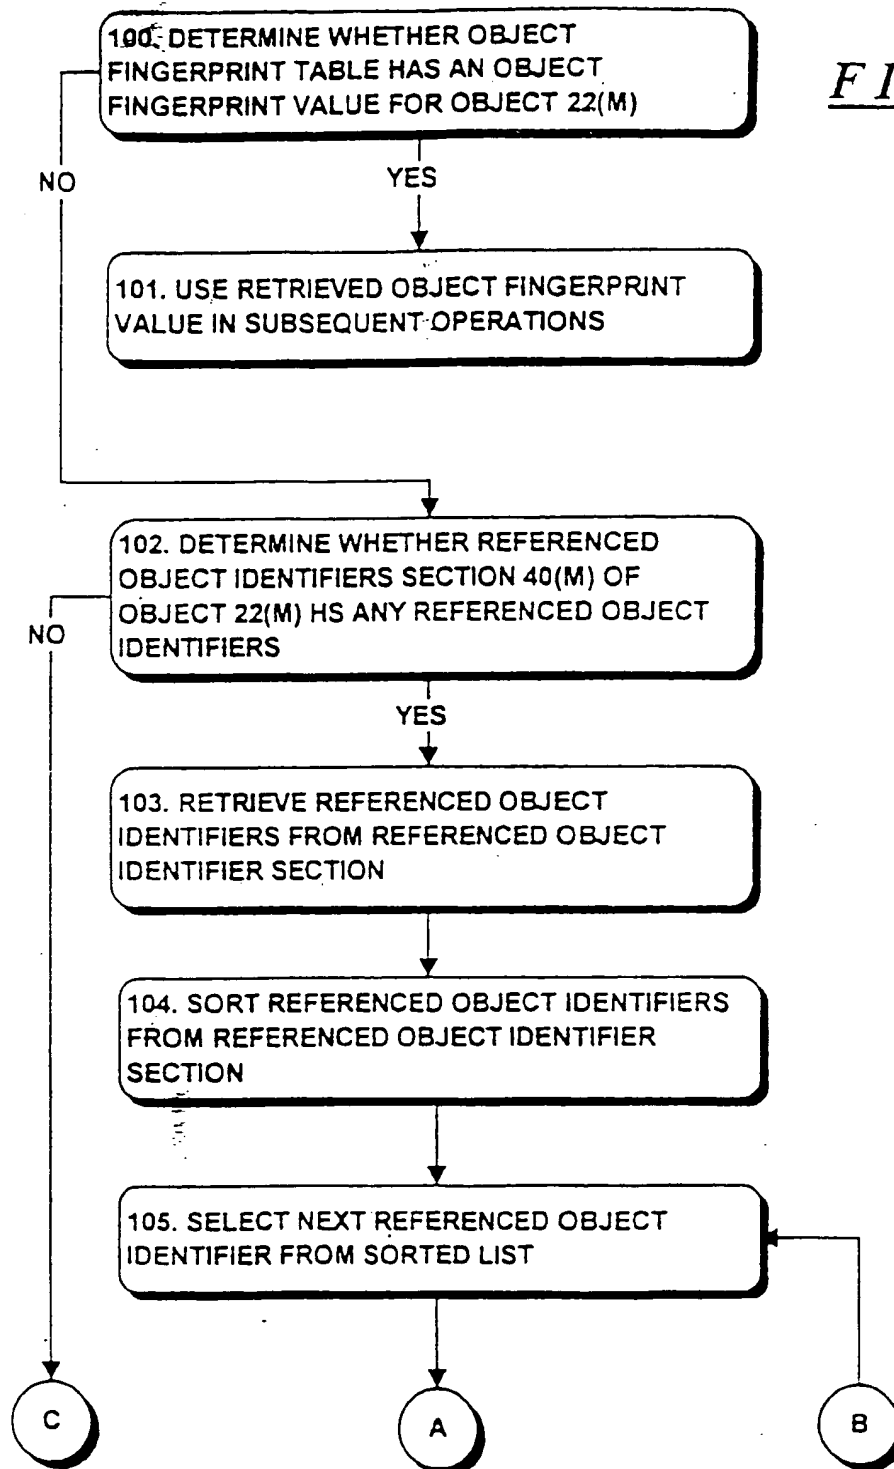 100. DETERMINE WHETHER OBJECT
FINGERPRINT TABLE HAS AN OBJECT
FINGERPRINT VALUE FOR OBJECT 22(M)
F I
NO
YES
101. USE RETRIEVED OBJECT FINGERPRINT
VALUE IN SUBSEQUENT OPERATIONS
102. DETERMINE WHETHER REFERENCED
OBJECT IDENTIFIERS SECTION 40(M) OF
OBJECT 22(M) HS ANY REFERENCED OBJECT
IDENTIFIERS
NO
YES
103. RETRIEVE REFERENCED OBJECT
IDENTIFIERS FROM REFERENCED OBJECT
IDENTIFIER SECTION
104. SORT REFERENCED OBJECT IDENTIFIERS
FROM REFERENCED OBJECT IDENTIFIER
SECTION
105. SELECT NEXT REFERENCED OBJECT
IDENTIFIER FROM SORTED LIST
C
A
B